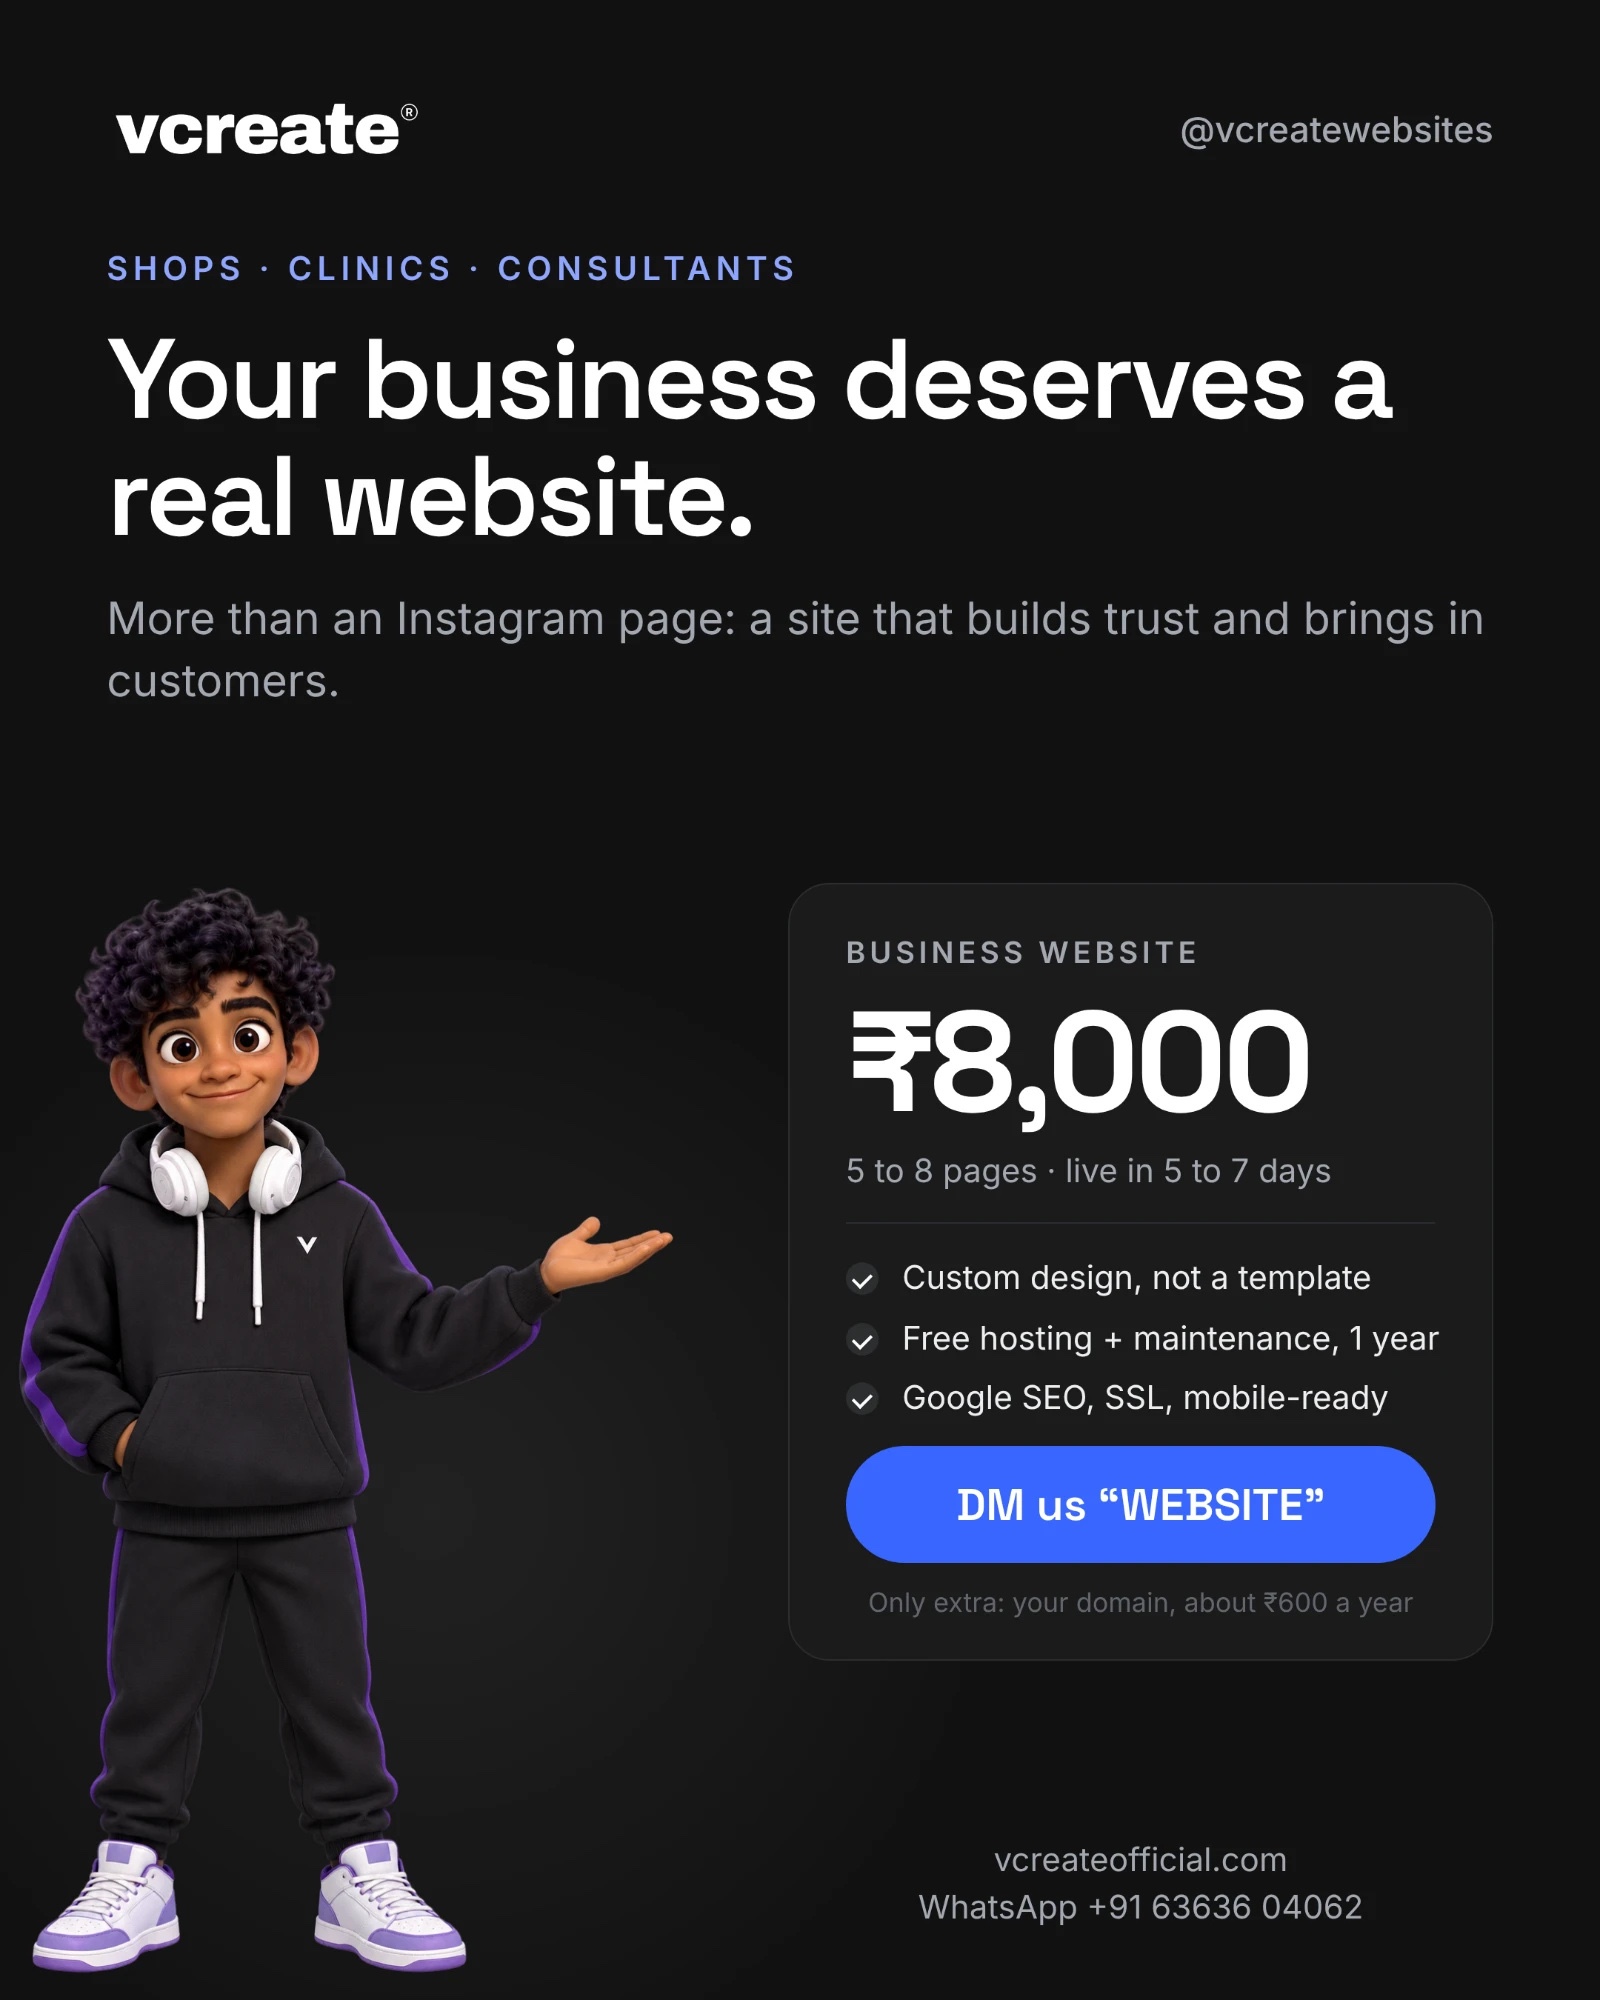 vcreate®
@vcreatewebsites
SHOPS · CLINICS · CONSULTANTS
Your business deserves a
real website.
More than an Instagram page: a site that builds trust and brings in
customers.
BUSINESS WEBSITE
₹8,000
5 to 8 pages · live in 5 to 7 days
Custom design, not a template
Free hosting + maintenance, 1 year
Google SEO, SSL, mobile-ready
DM us “WEBSITE”
Only extra: your domain, about ₹600 a year
V
vcreateofficial.com
WhatsApp +91 63636 04062